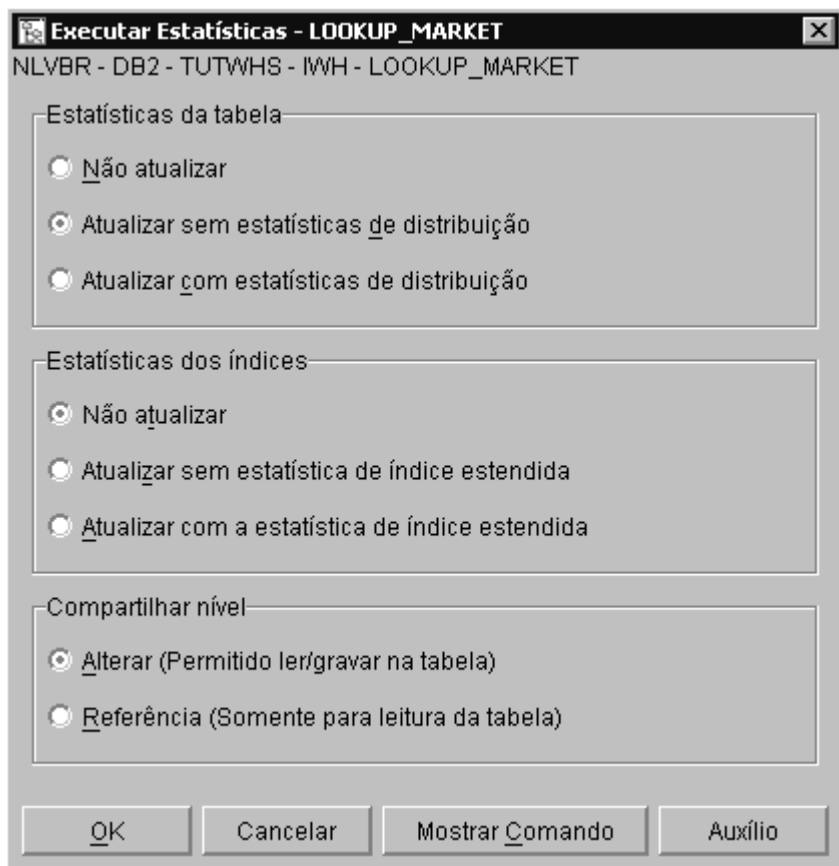 Executar Estatísticas - LOOKUP_MARKET
NLVBR - DB2 - TUTWHS - IWH - LOOKUP_MARKET
Estatísticas da tabela
Não atualizar
Atualizar sem estatísticas de distribuição
Atualizar com estatísticas de distribuição
Estatísticas dos índices
Não atualizar
Atualizar sem estatística de índice estendida
Atualizar com a estatística de índice estendida
Compartilhar nível
Alterar (Permitido ler/gravar na tabela)
Referência (Somente para leitura da tabela)
OK Cancelar Mostrar Comando Auxílio